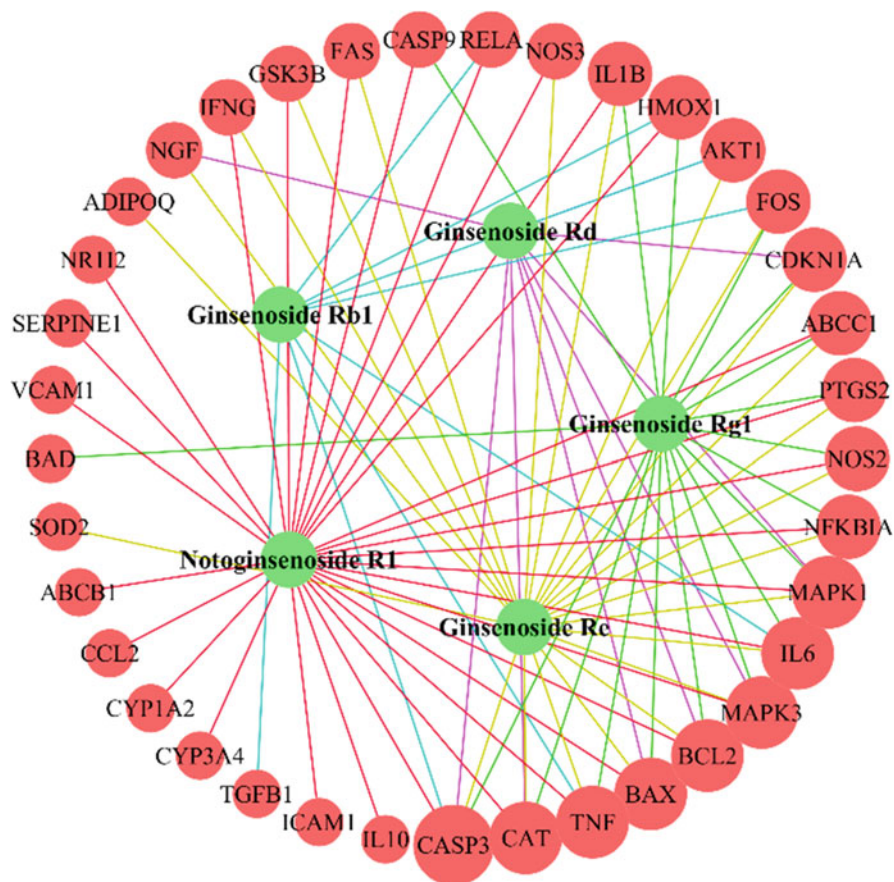 CASP9
RELA
NOS3
IL1B
HMOX1
AKT1
FOS
CDKN1A
ABCC1
PTGS2
NOS2
NFKBIA
MAPK1
IL6
MAPK3
BCL2
BAX
TNF
CAT
CASP3
IL10
ICAM1
TGFB1
CYP3A4
CYP1A2
CCL2
ABCB1
SOD2
BAD
VCAM1
SERPINE1
NR1I2
ADIPOQ
NGF
IFNG
GSK3B
FAS
Ginsenoside Rd
Ginsenoside Rb1
Ginsenoside Rg1
Notoginsenoside R1
Ginsenoside Re